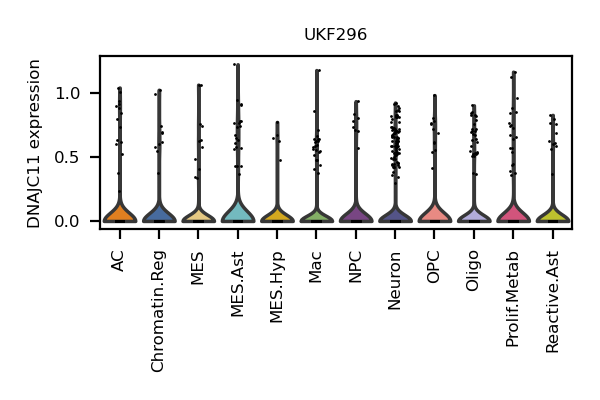 UKF296
DNAJC11 expression
1.0
0.5
0.0
AC
Chromatin.Reg
MES
MES.Ast
MES.Hyp
Mac
NPC
Neuron
OPC
Oligo
Prolif.Metab
Reactive.Ast